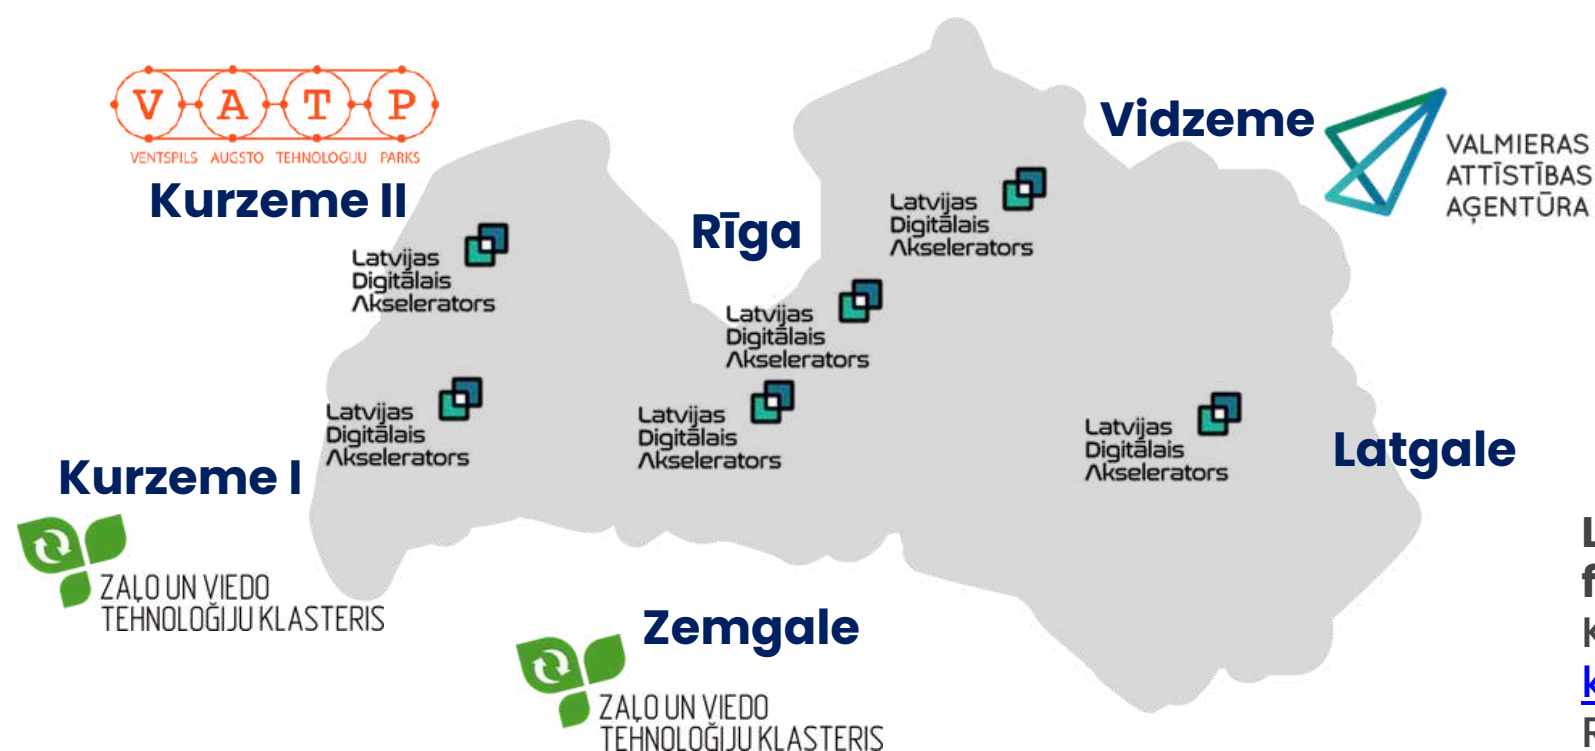 V A T P
VENTSPILS AUGSTO TEHNOLOGIJU PARKS
Kurzeme II
Vidzeme
VALMIERAS
ATTĪSTĪBAS
AĢENTŪRA
Rīga
Latvijas
Digitālais
Akselerators
Latvijas
Digitālais
Akselerators
Latvijas
Digitālais
Akselerators
Latvijas
Digitālais
Akselerators
Latvijas
Digitālais
Akselerators
Latvijas
Digitālais
Akselerators
Latgale
Kurzeme I
ZAĻO UN VIEDO
TEHNOLOĢIJU KLASTERIS
Zemgale
ZAĻO UN VIEDO
TEHNOLOĢIJU KLASTERIS